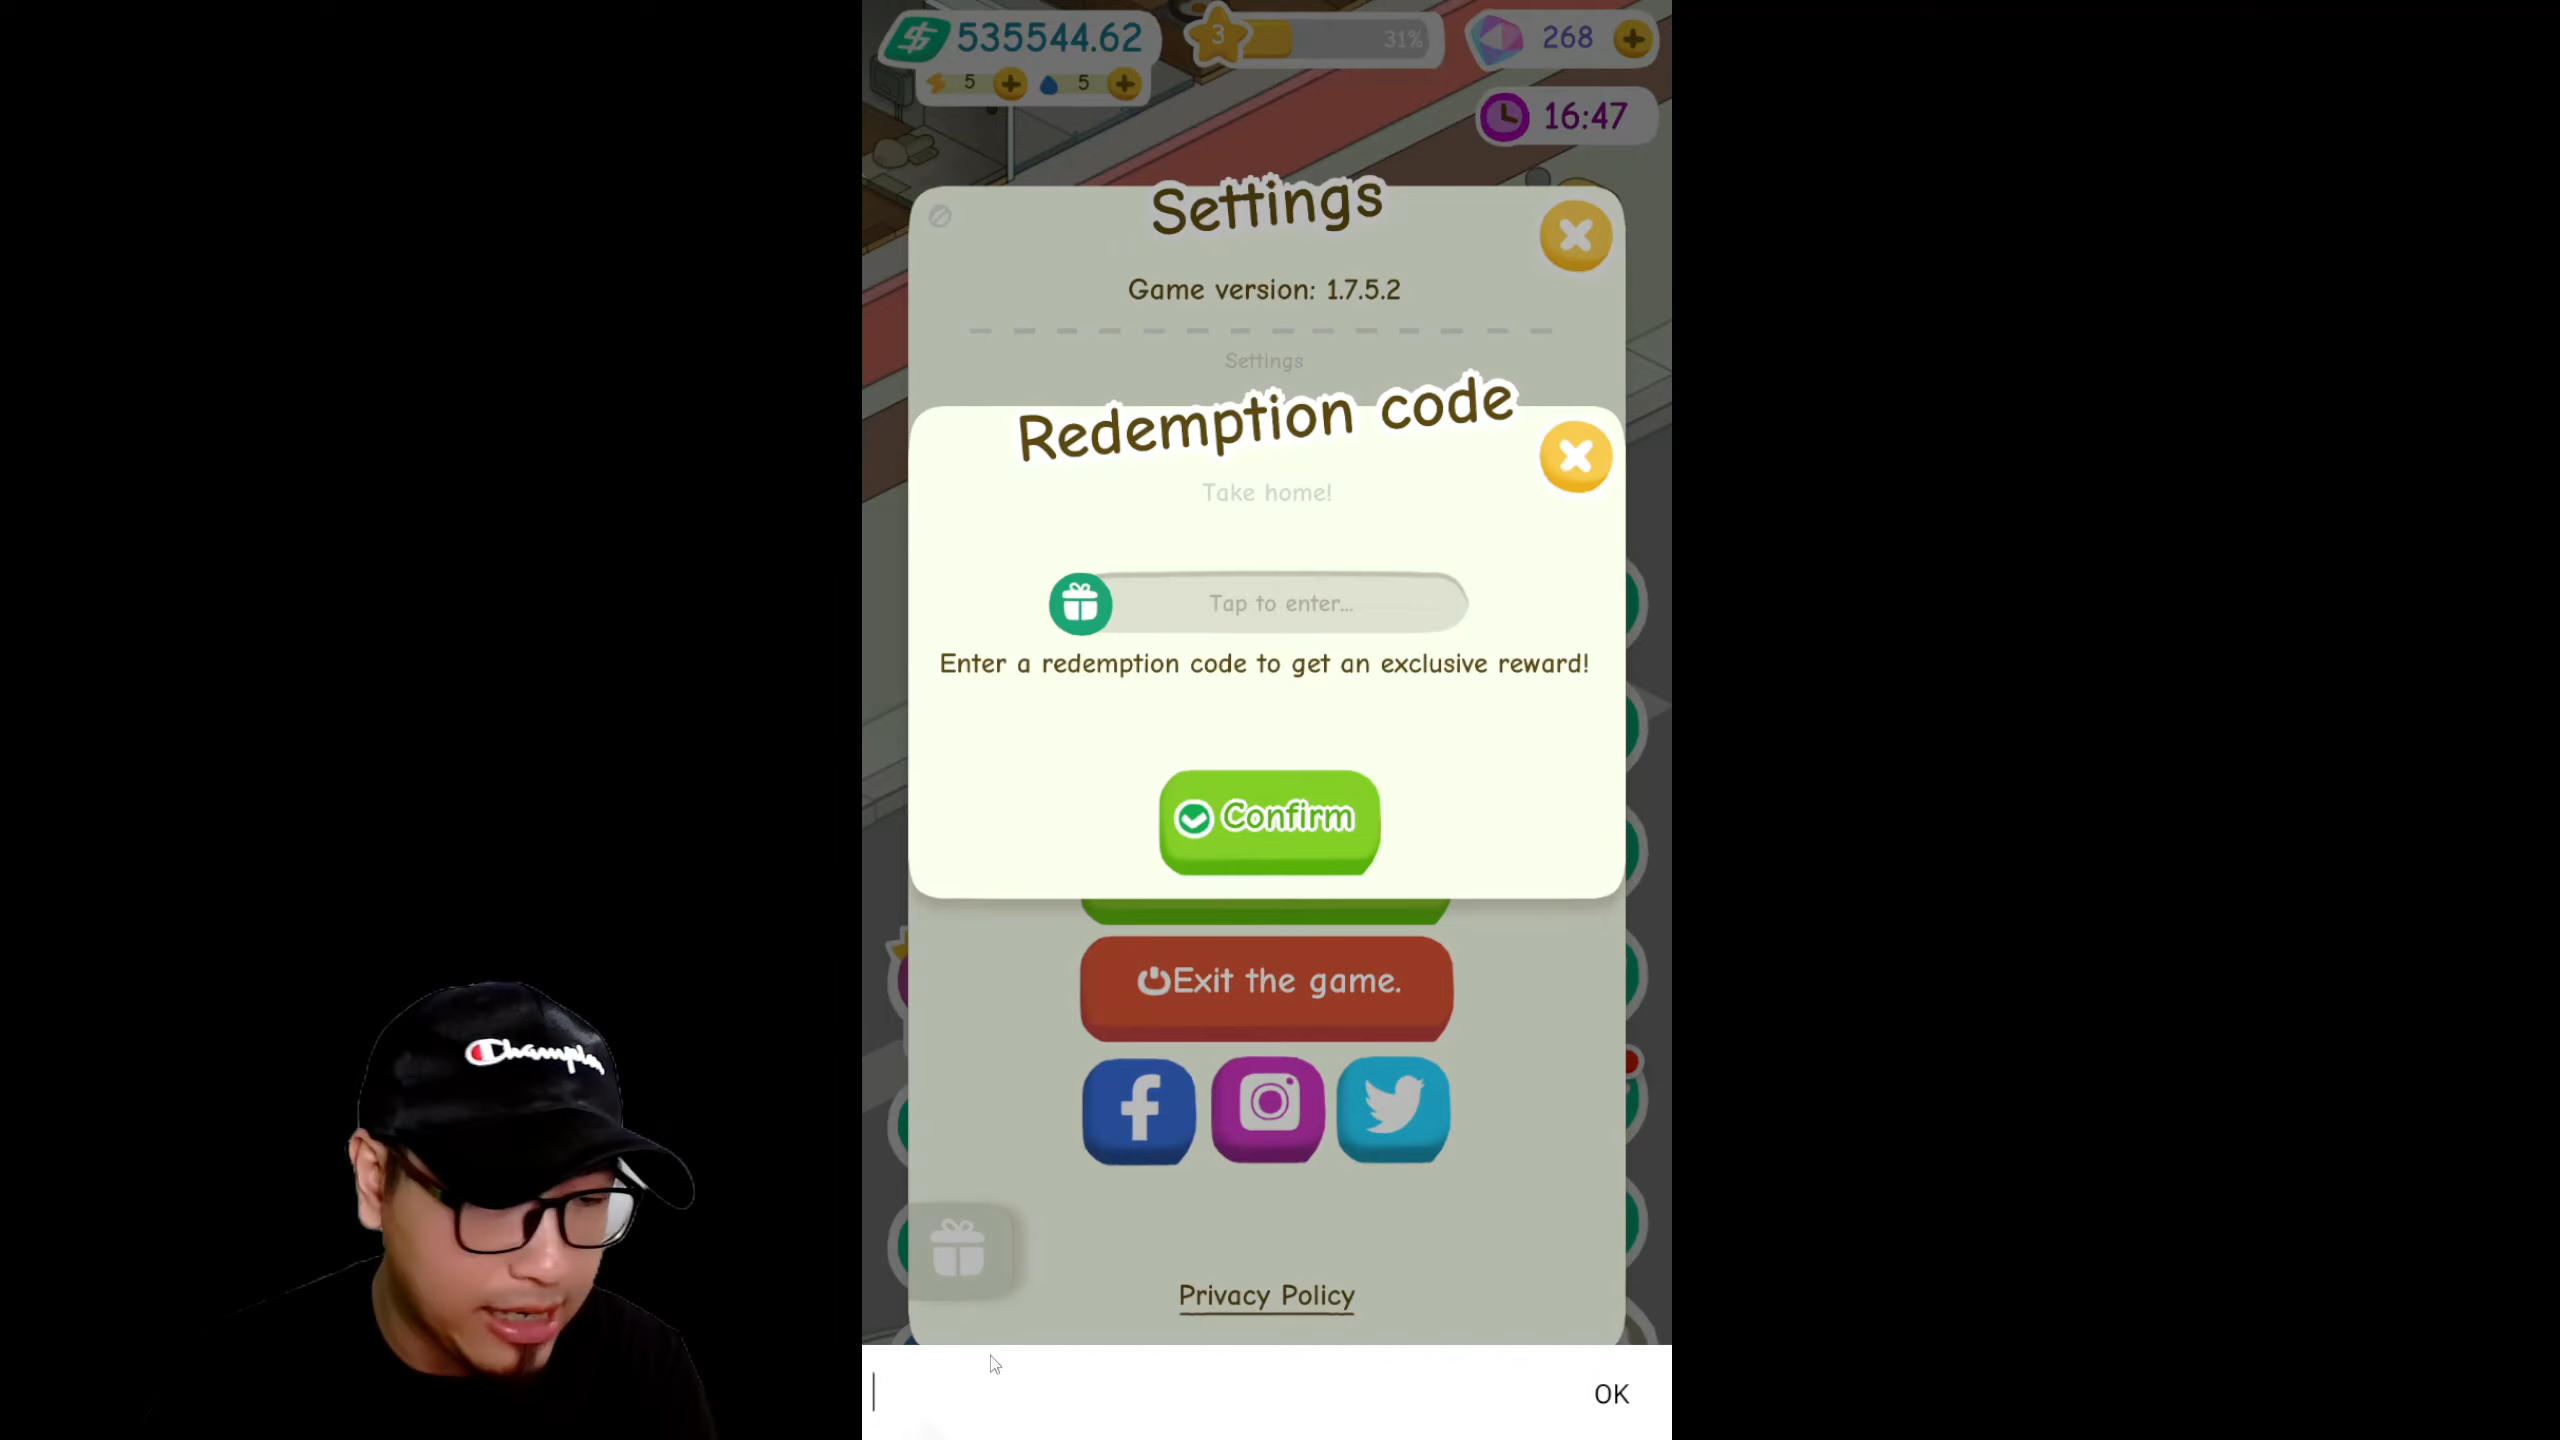 535544.62
3
31%
268
5
5
16:47
Settings
Game version: 1.7.5.2
Settings
Redemption code
Take home!
Tap to enter...
Enter a redemption code to get an exclusive reward!
Confirm
Exit the game.
Champion
Privacy Policy
OK